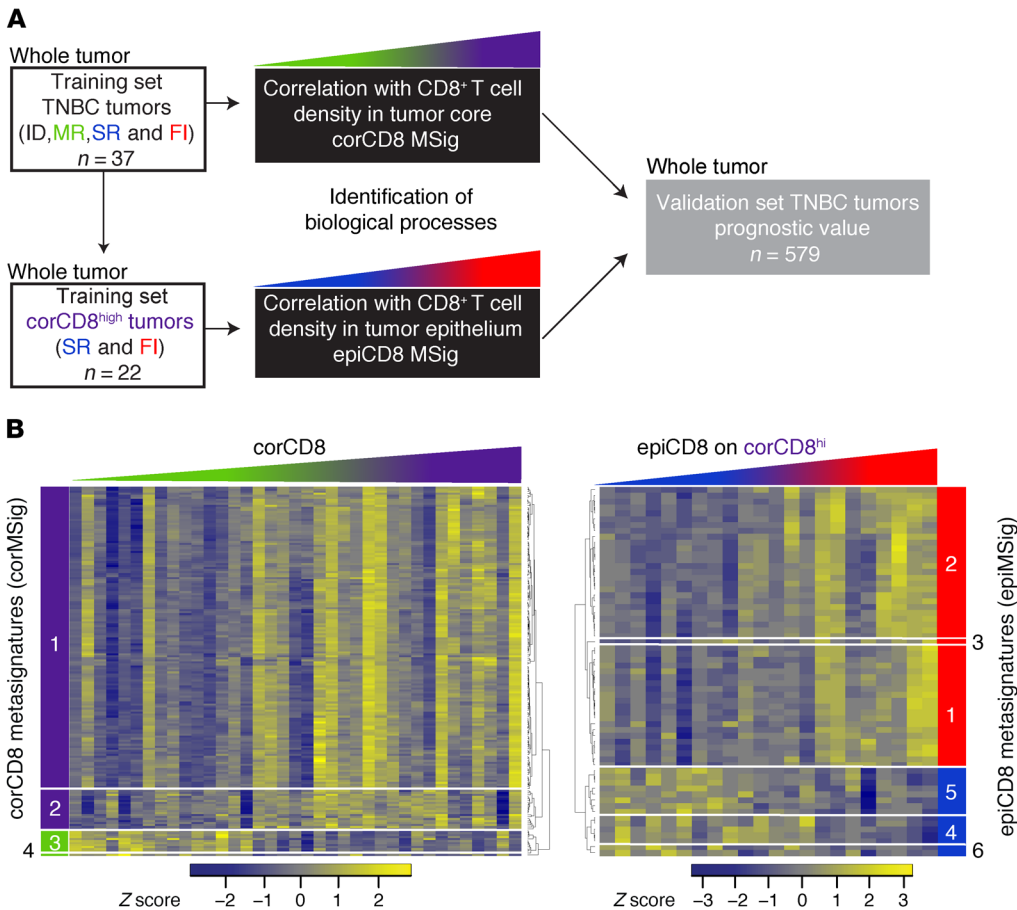 A
Whole tumor
Training set
TNBC tumors
(ID,MR,SR and FI)
n = 37
Correlation with CD8+ T cell
density in tumor core
corCD8 MSig
Identification of
biological processes
Whole tumor
Validation set TNBC tumors
prognostic value
n = 579
Whole tumor
Training set
corCD8high tumors
(SR and FI)
n = 22
Correlation with CD8+ T cell
density in tumor epithelium
epiCD8 MSig
B
corCD8
corCD8 metasignatures (corMSig)
1
2
3
4
Z score
−2 −1 0 1 2
epiCD8 on corCD8hi
2
3
1
5
4
6
epiCD8 metasignatures (epiMSig)
Z score
−3 −2 −1 0 1 2 3